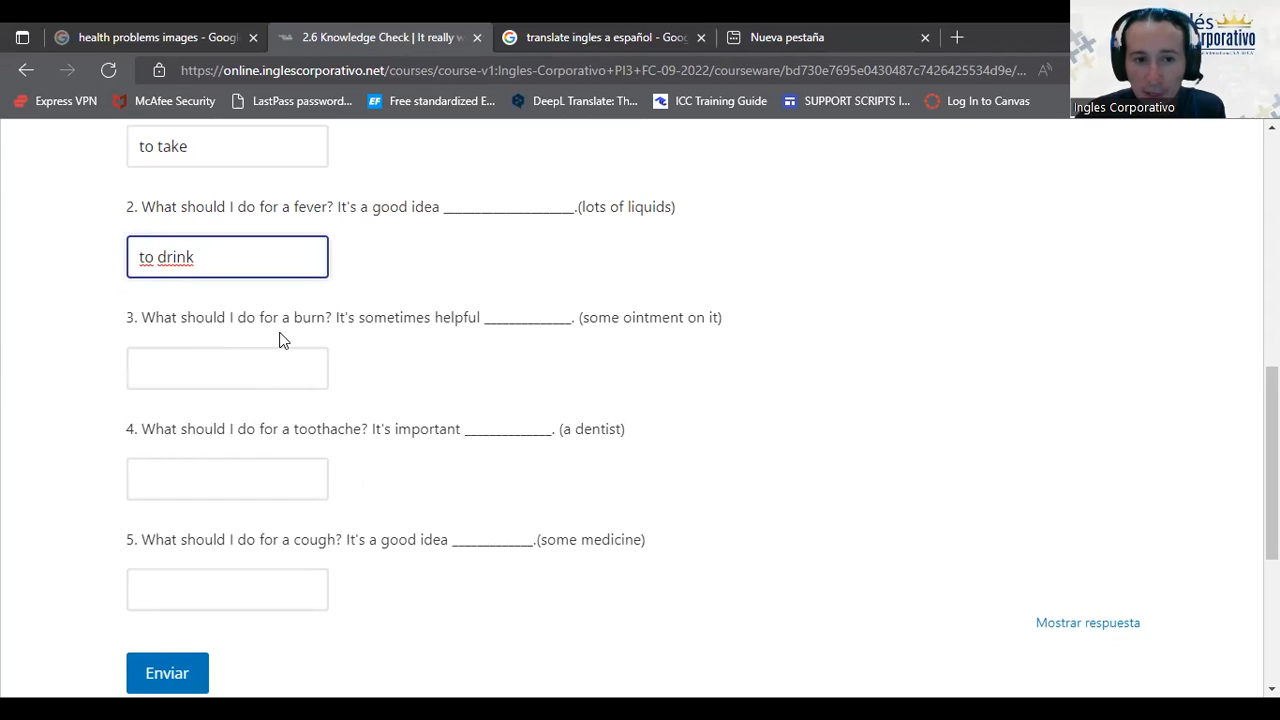 health problems images - Googl
2.6 Knowledge Check | It really w
translate ingles a español - Goog
Nueva pestaña
https://online.inglescorporativo.net/courses/course-v1:Ingles-Corporativo+PI3+FC-09-2022/courseware/bd730e7695e0430487c7426425534d9e/...
Express VPN
McAfee Security
LastPass password...
Free standardized E...
DeepL Translate: Th...
ICC Training Guide
SUPPORT SCRIPTS I...
Log In to Canvas
Ingles Corporativo
to take
2. What should I do for a fever? It's a good idea ____________________.(lots of liquids)
to drink
3. What should I do for a burn? It's sometimes helpful _____________. (some ointment on it)
4. What should I do for a toothache? It's important _____________. (a dentist)
5. What should I do for a cough? It's a good idea ____________.(some medicine)
Mostrar respuesta
Enviar